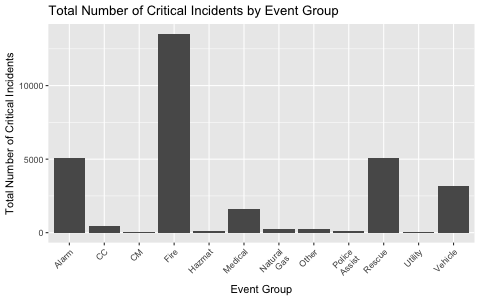 Total Number of Critical Incidents by Event Group
Total Number of Critical Incidents
10000
5000
0
Alarm
CC
CM
Fire
Hazmat
Medical
Natural
Gas
Other
Police
Assist
Rescue
Utility
Vehicle
Event Group